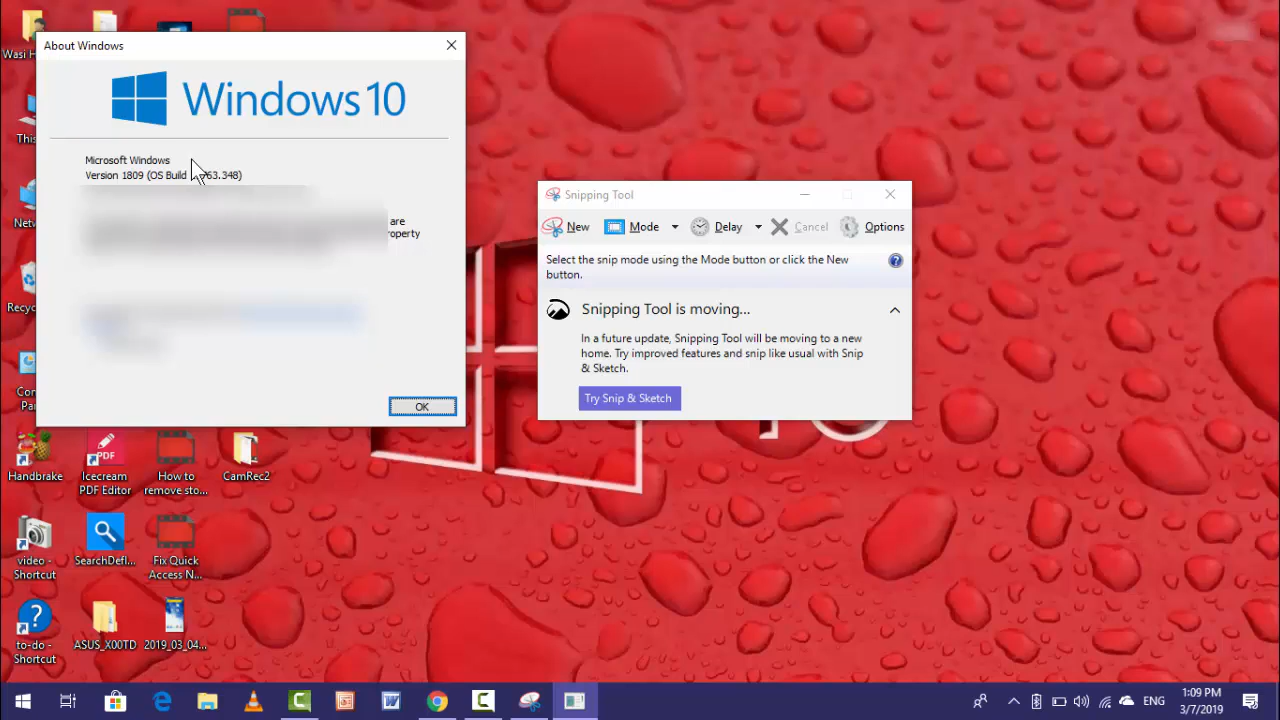 Wasi H
This
Netw
Recyc
Con
Par
About Windows
Windows 10
Microsoft Windows
Version 1809 (OS Build 63.348)
are
roperty
OK
Snipping Tool
New
Mode
Delay
Cancel
Options
Select the snip mode using the Mode button or click the New
button.
Snipping Tool is moving...
In a future update, Snipping Tool will be moving to a new
home. Try improved features and snip like usual with Snip
& Sketch.
Try Snip & Sketch
Handbrake
PDF
Icecream
PDF Editor
How to
remove sto...
CamRec2
video -
Shortcut
SearchDefl...
Fix Quick
Access N...
to-do -
Shortcut
ASUS_X00TD
2019_03_04...
ENG
1:09 PM
3/7/2019